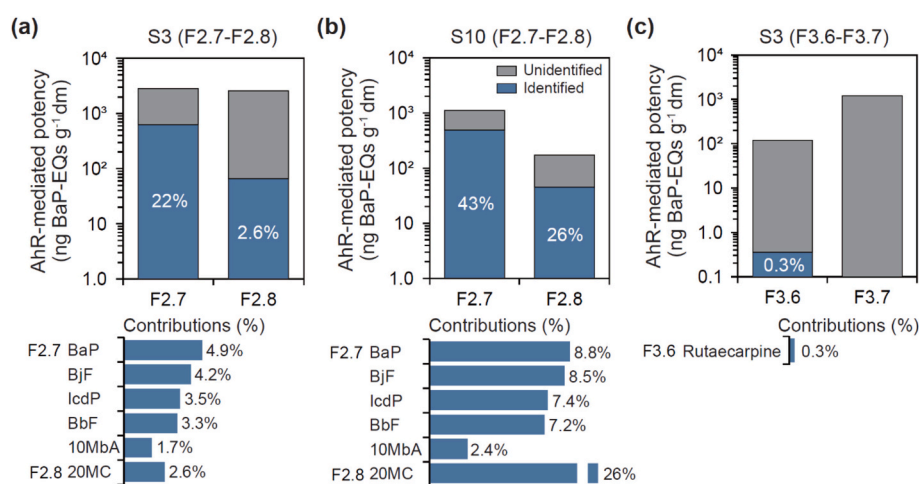 (a)
S3 (F2.7-F2.8)
AhR-mediated potency
(ng BaP-EQs g⁻¹ dm)
10⁴
10³
10²
10
1.0
22%
2.6%
F2.7
F2.8
Contributions (%)
F2.7 BaP 4.9%
BjF 4.2%
IcdP 3.5%
BbF 3.3%
10MbA 1.7%
F2.8 20MC 2.6%
(b)
S10 (F2.7-F2.8)
Unidentified
Identified
AhR-mediated potency
(ng BaP-EQs g⁻¹ dm)
10⁴
10³
10²
10
1.0
43%
26%
F2.7
F2.8
Contributions (%)
F2.7 BaP 8.8%
BjF 8.5%
IcdP 7.4%
BbF 7.2%
10MbA 2.4%
F2.8 20MC 26%
(c)
S3 (F3.6-F3.7)
AhR-mediated potency
(ng BaP-EQs g⁻¹ dm)
10⁴
10³
10²
10
1.0
0.1
0.3%
F3.6
F3.7
Contributions (%)
F3.6 Rutaecarpine 0.3%